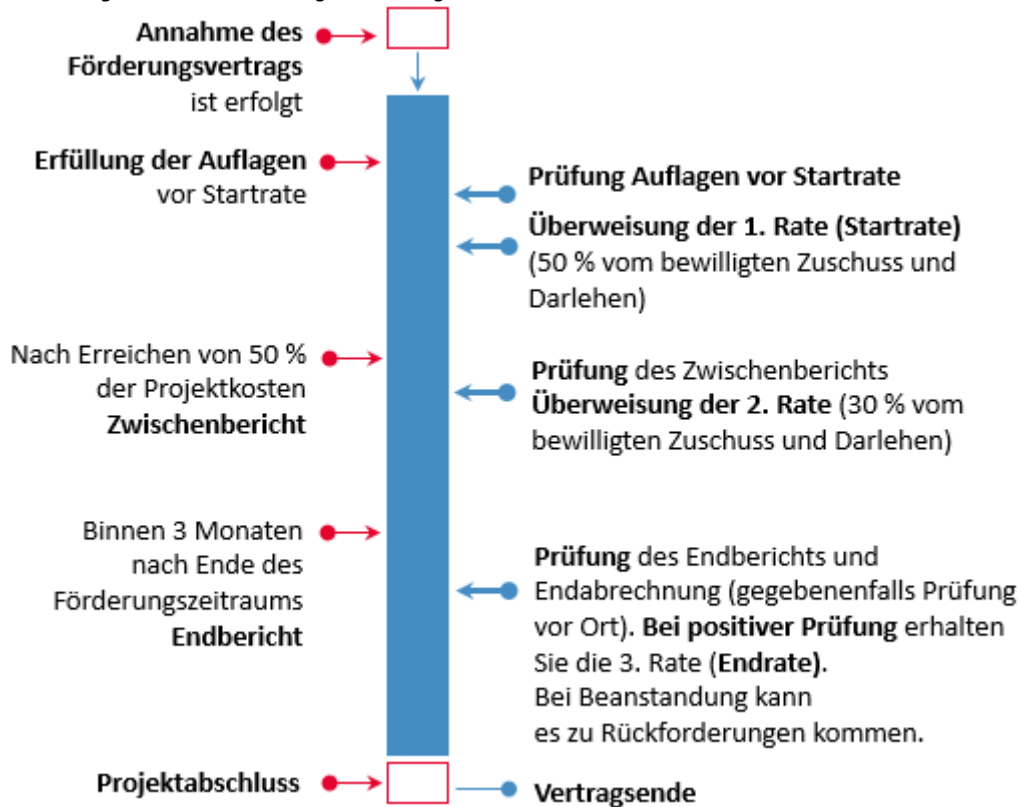 Annahme des
Förderungsvertrags
ist erfolgt
Erfüllung der Auflagen
vor Startrate
Prüfung Auflagen vor Startrate
Überweisung der 1. Rate (Startrate)
(50 % vom bewilligten Zuschuss und
Darlehen)
Nach Erreichen von 50 %
der Projektkosten
Zwischenbericht
Prüfung des Zwischenberichts
Überweisung der 2. Rate (30 % vom
bewilligten Zuschuss und Darlehen)
Binnen 3 Monaten
nach Ende des
Förderungszeitraums
Endbericht
Prüfung des Endberichts und
Endabrechnung (gegebenenfalls Prüfung
vor Ort). Bei positiver Prüfung erhalten
Sie die 3. Rate (Endrate).
Bei Beanstandung kann
es zu Rückforderungen kommen.
Projektabschluss
Vertragsende